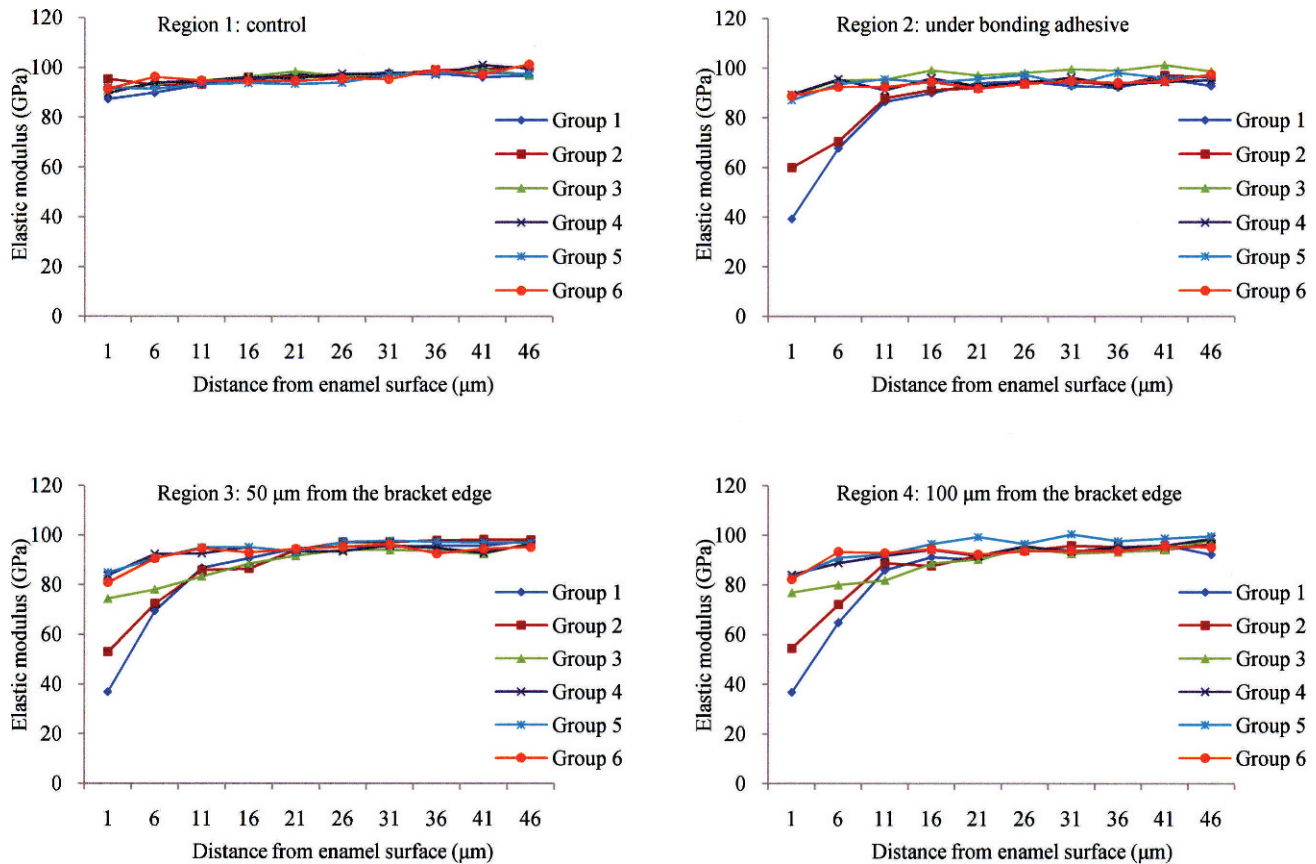 Region 1: control
Elastic modulus (GPa)
120
100
80
60
40
20
0
1 6 11 16 21 26 31 36 41 46
Distance from enamel surface (μm)
Group 1
Group 2
Group 3
Group 4
Group 5
Group 6
Region 2: under bonding adhesive
Elastic modulus (GPa)
120
100
80
60
40
20
0
1 6 11 16 21 26 31 36 41 46
Distance from enamel surface (μm)
Group 1
Group 2
Group 3
Group 4
Group 5
Group 6
Region 3: 50 μm from the bracket edge
Elastic modulus (GPa)
120
100
80
60
40
20
0
1 6 11 16 21 26 31 36 41 46
Distance from enamel surface (μm)
Group 1
Group 2
Group 3
Group 4
Group 5
Group 6
Region 4: 100 μm from the bracket edge
Elastic modulus (GPa)
120
100
80
60
40
20
0
1 6 11 16 21 26 31 36 41 46
Distance from enamel surface (μm)
Group 1
Group 2
Group 3
Group 4
Group 5
Group 6